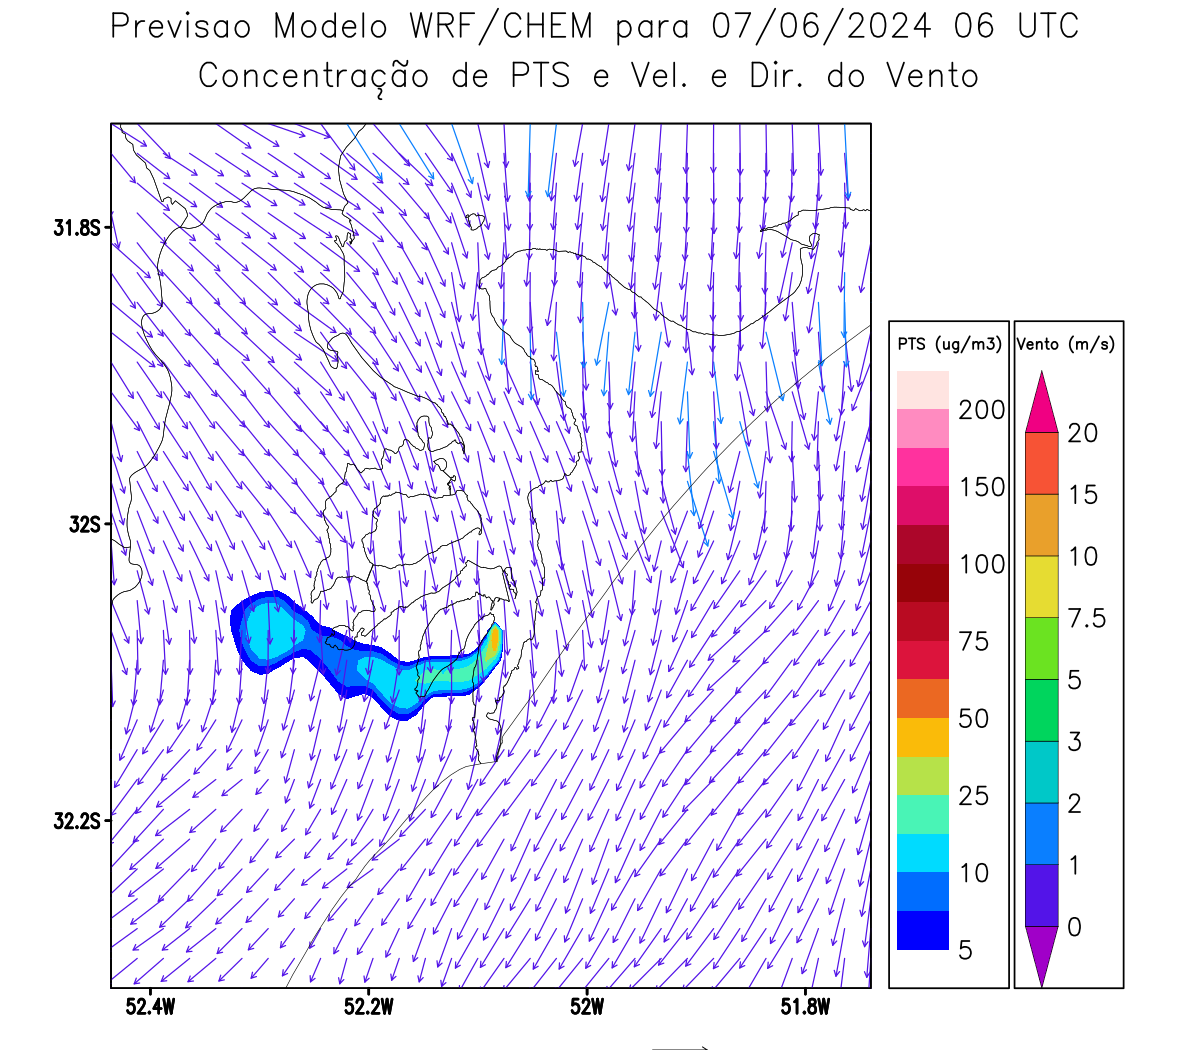 Previsao Modelo WRF/CHEM para 07/06/2024 06 UTC
Concentração de PTS e Vel. e Dir. do Vento
31.8S
32S
32.2S
52.4W
52.2W
52W
51.8W
PTS (ug/m3)
200
150
100
75
50
25
10
5
Vento (m/s)
20
15
10
7.5
5
3
2
1
0